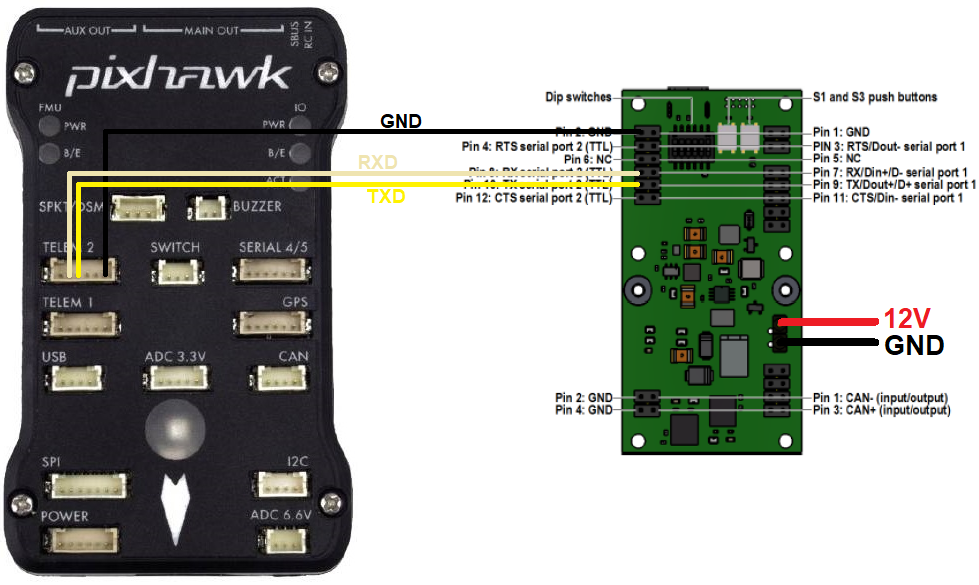 AUX OUT
MAIN OUT
SBUS
RC IN
pixhawk
FMU
IO
PWR
PWR
B/E
B/E
ACT
SPKT/DSM
BUZZER
TELEM 2
SWITCH
SERIAL 4/5
TELEM 1
GPS
USB
ADC 3.3V
CAN
SPI
I2C
POWER
ADC 6.6V
GND
RXD
TXD
Dip switches
S1 and S3 push buttons
Pin 2: GND
Pin 1: GND
Pin 4: RTS serial port 2 (TTL)
PIN 3: RTS/Dout- serial port 1
Pin 6: NC
Pin 5: NC
Pin 8: RX serial port 2 (TTL)
Pin 7: RX/Din+/D- serial port 1
Pin 10: TX serial port 2 (TTL)
Pin 9: TX/Dout+/D+ serial port 1
Pin 12: CTS serial port 2 (TTL)
Pin 11: CTS/Din- serial port 1
12V
GND
Pin 2: GND
Pin 1: CAN- (input/output)
Pin 4: GND
Pin 3: CAN+ (input/output)